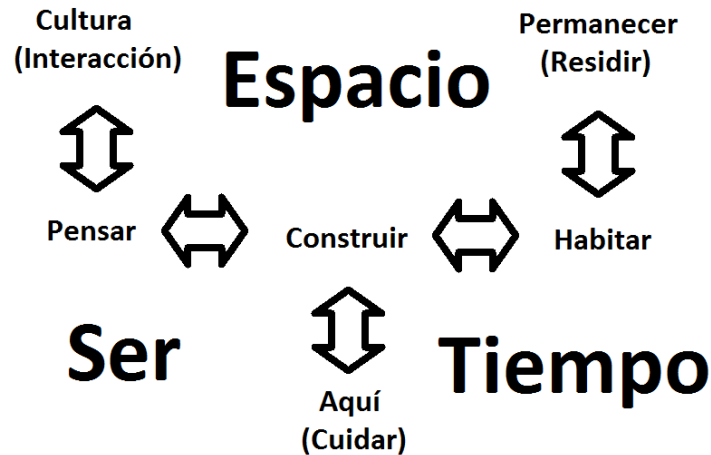 Cultura
(Interacción)
Espacio
Permanecer
(Residir)
Pensar
Construir
Habitar
Ser
Tiempo
Aquí
(Cuidar)